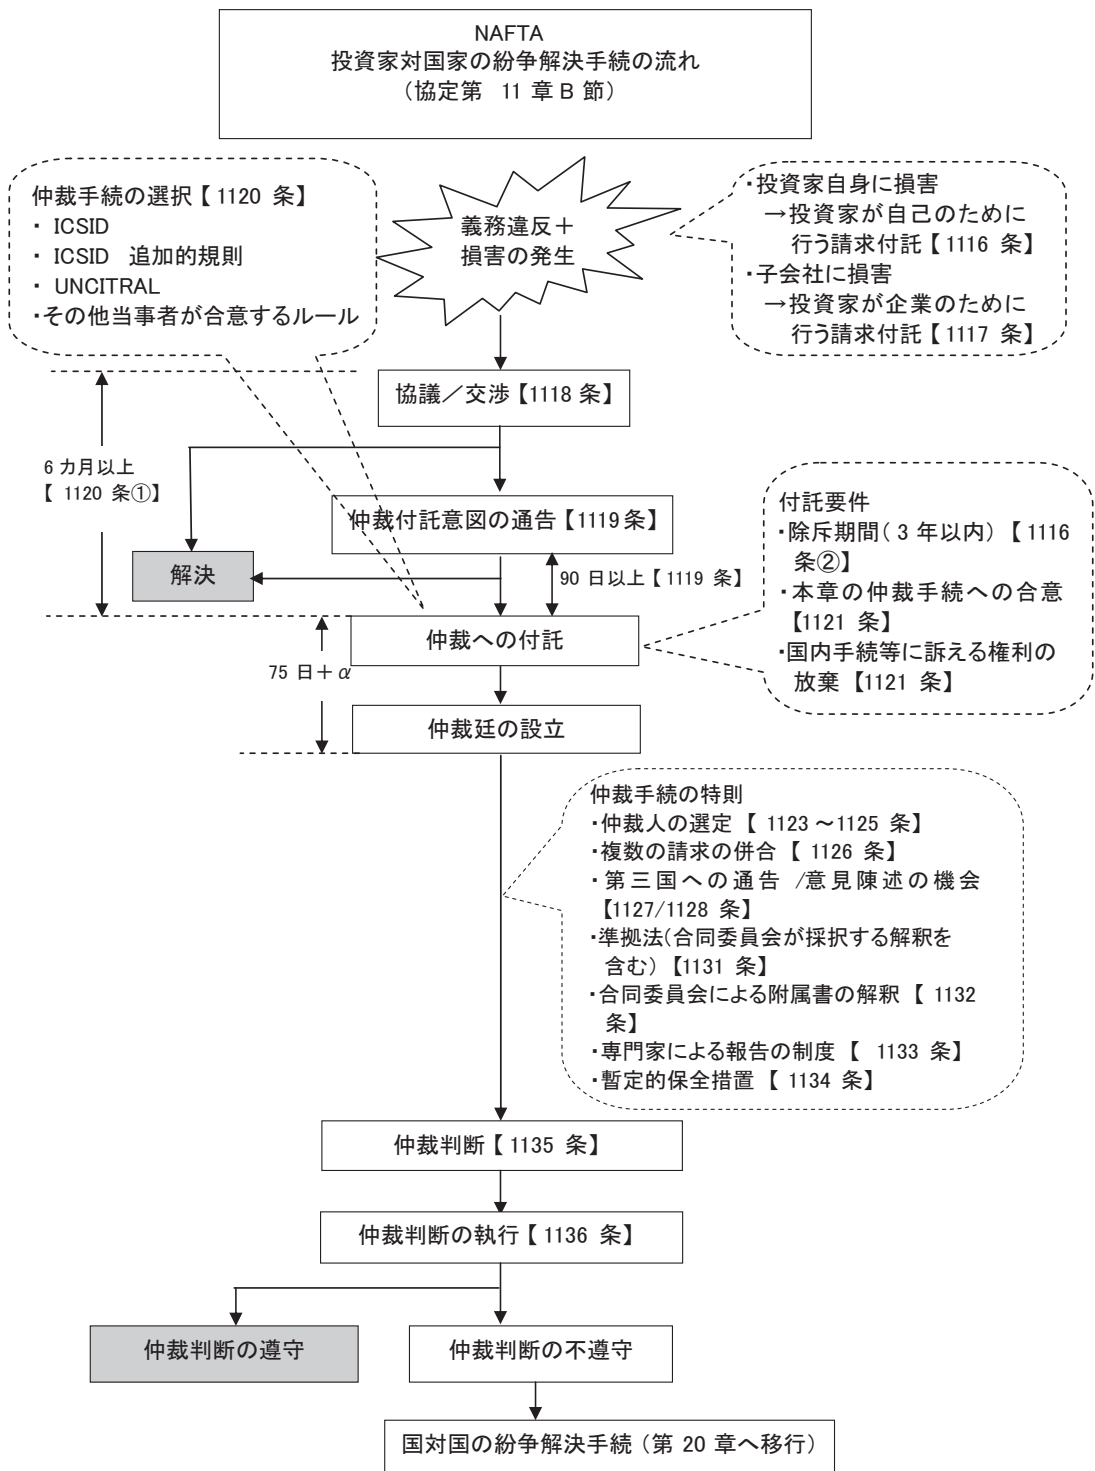 NAFTA
投資家対国家の紛争解決手続の流れ
（協定第 11 章 B 節）
仲裁手続の選択【 1120 条】
・ ICSID
・ ICSID 追加的規則
・ UNCITRAL
・その他当事者が合意するルール
義務違反＋
損害の発生
・投資家自身に損害
→投資家が自己のために
行う請求付託【 1116 条】
・子会社に損害
→投資家が企業のために
行う請求付託【 1117 条】
協議／交渉【1118 条】
6 カ月以上
【 1120 条①】
仲裁付託意図の通告【1119 条】
解決
90 日以上【 1119 条】
付託要件
・除斥期間（ 3 年以内）【 1116
条②】
・本章の仲裁手続への合意
【1121 条】
・国内手続等に訴える権利の
放棄【1121 条】
仲裁への付託
75 日＋α
仲裁廷の設立
仲裁手続の特則
・仲裁人の選定 【 1123 ～1125 条】
・複数の請求の併合 【 1126 条】
・第三国への通告 /意見陳述の機会
【1127/1128 条】
・準拠法（合同委員会が採択する解釈を
含む）【1131 条】
・合同委員会による附属書の解釈 【 1132
条】
・専門家による報告の制度 【 1133 条】
・暫定的保全措置 【 1134 条】
仲裁判断【 1135 条】
仲裁判断の執行【 1136 条】
仲裁判断の遵守
仲裁判断の不遵守
国対国の紛争解決手続（第 20 章へ移行）